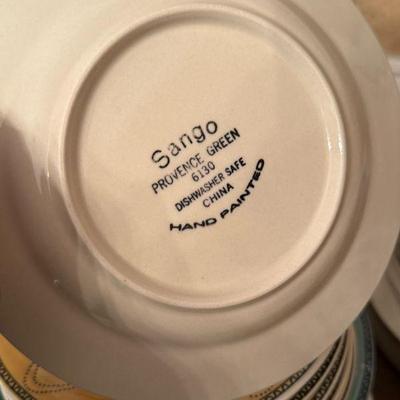 Sango
PROVENCE GREEN
6130
DISHWASHER SAFE
CHINA
HAND PAINTED